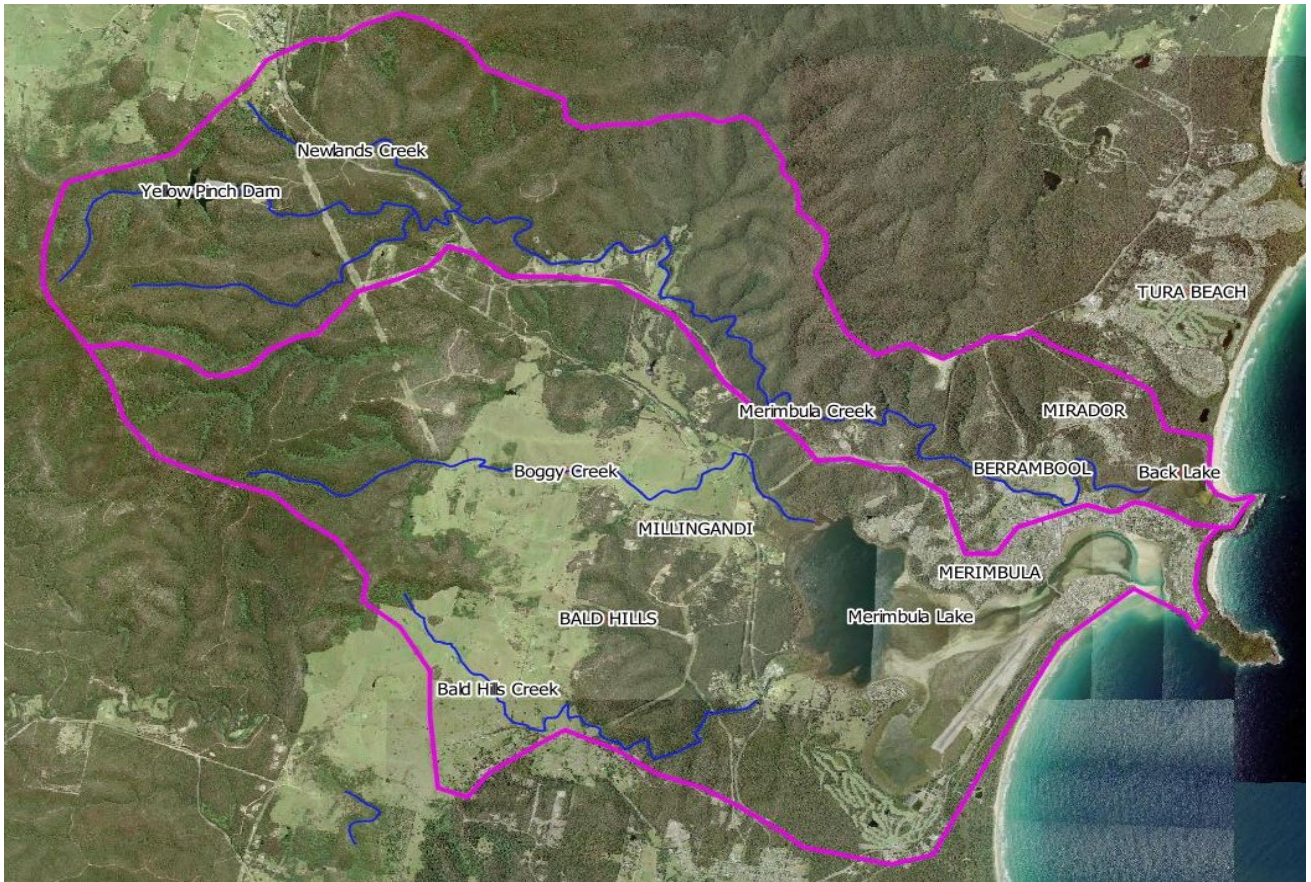 Newlands Creek
Yellow Pinch Dam
TURA BEACH
Merimbula Creek
MIRADOR
Boggy Creek
BERRAMBOOL
Back Lake
MILLINGANDI
MERIMBULA
BALD HILLS
Merimbula Lake
Bald Hills Creek